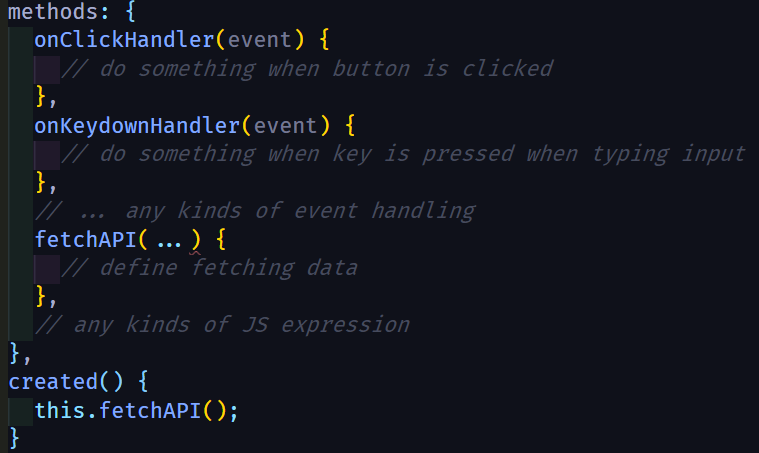 methods: {
  onClickHandler(event) {
    // do something when button is clicked
  },
  onKeydownHandler(event) {
    // do something when key is pressed when typing input
  },
  // ... any kinds of event handling
  fetchAPI( ... ) {
    // define fetching data
  },
  // any kinds of JS expression
},
created() {
  this.fetchAPI();
}